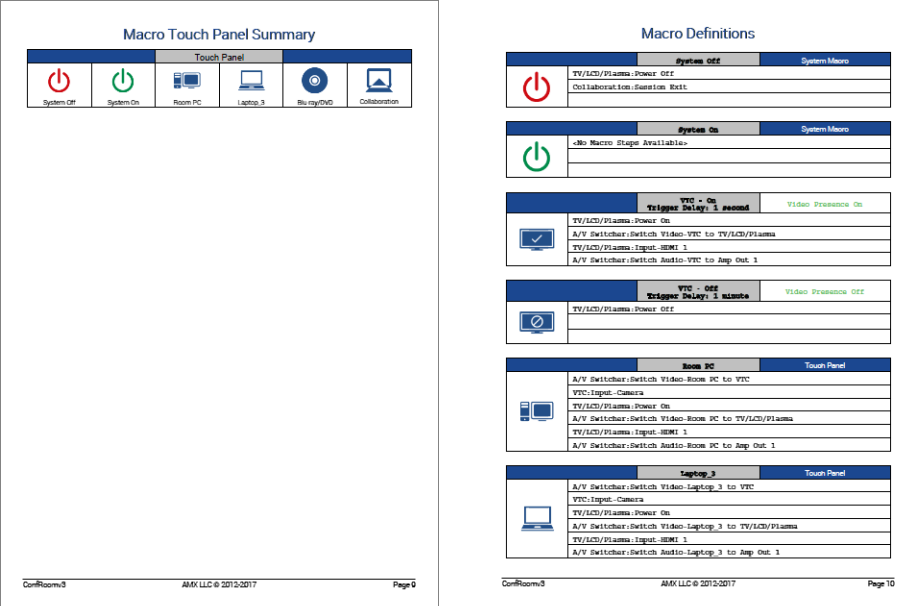 Macro Touch Panel Summary
Touch Panel
System Off System On Room PC Laptop_3 Blu-ray/DVD Collaboration
ConfRoomv3 AMX LLC © 2012-2017 Page 9
Macro Definitions
System Off System Macro
TV/LCD/Plasma:Power Off
Collaboration:Session Exit
System On System Macro
<No Macro Steps Available>
VTC - On
Trigger Delay: 1 second Video Presence On
TV/LCD/Plasma:Power On
A/V Switcher:Switch Video-VTC to TV/LCD/Plasma
TV/LCD/Plasma:Input-HDMI 1
A/V Switcher:Switch Audio-VTC to Amp Out 1
VTC - Off
Trigger Delay: 1 minute Video Presence Off
TV/LCD/Plasma:Power Off
Room PC Touch Panel
A/V Switcher:Switch Video-Room PC to VTC
VTC:Input-Camera
TV/LCD/Plasma:Power On
A/V Switcher:Switch Video-Room PC to TV/LCD/Plasma
TV/LCD/Plasma:Input-HDMI 1
A/V Switcher:Switch Audio-Room PC to Amp Out 1
Laptop_3 Touch Panel
A/V Switcher:Switch Video-Laptop_3 to VTC
VTC:Input-Camera
TV/LCD/Plasma:Power On
A/V Switcher:Switch Video-Laptop_3 to TV/LCD/Plasma
TV/LCD/Plasma:Input-HDMI 1
A/V Switcher:Switch Audio-Laptop_3 to Amp Out 1
ConfRoomv3 AMX LLC © 2012-2017 Page 10